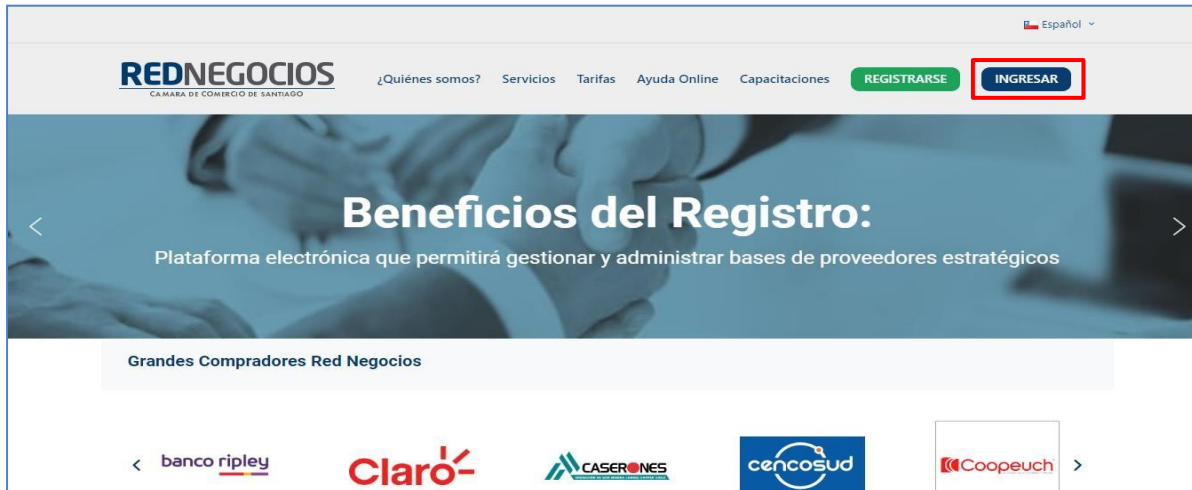 Español
REDNEGOCIOS
CAMARA DE COMERCIO DE SANTIAGO
¿Quiénes somos? Servicios Tarifas Ayuda Online Capacitaciones REGISTRARSE INGRESAR
Beneficios del Registro:
Plataforma electrónica que permitirá gestionar y administrar bases de proveedores estratégicos
Grandes Compradores Red Negocios
banco ripley
Claro
CASERONES
cencosud
Coopeuch